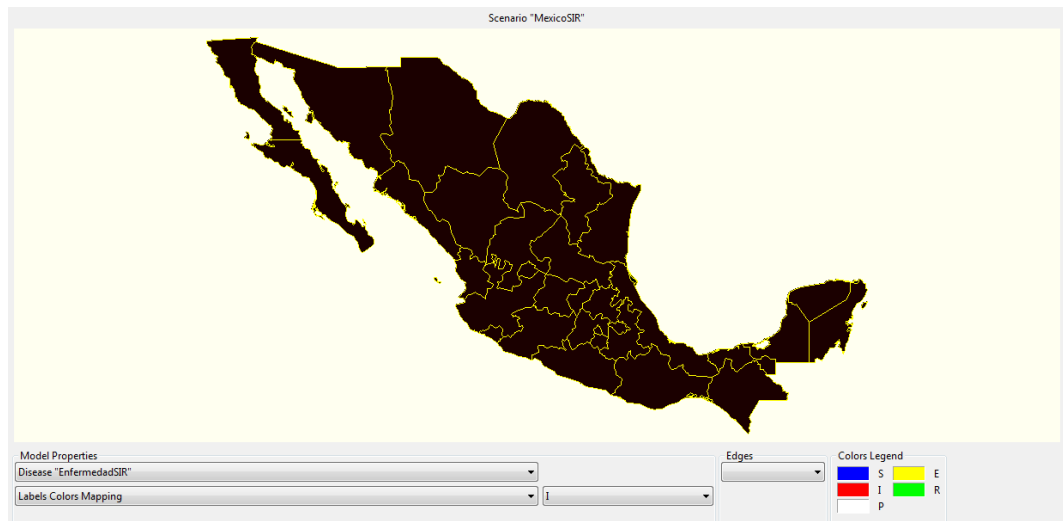 Scenario "MexicoSIR"
Model Properties
Disease "EnfermedadSIR"
Labels Colors Mapping
I
Edges
Colors Legend
S E
I R
P